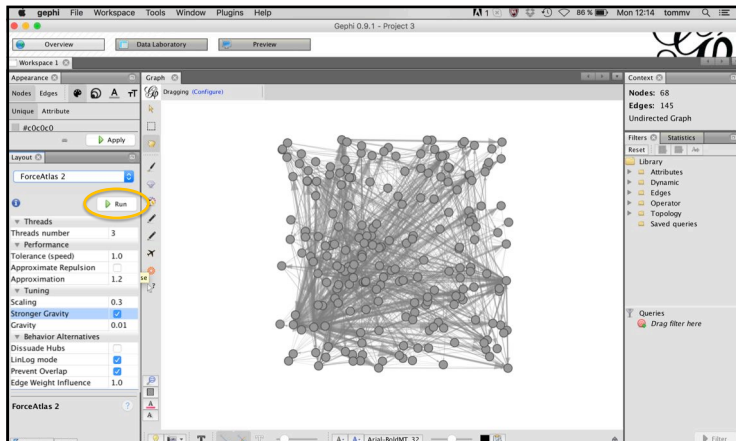 gephi File Workspace Tools Window Plugins Help 1 86 % Mon 12:14 tommv
Gephi 0.9.1 - Project 3
Overview Data Laboratory Preview
Workspace 1
Appearance Graph Context
Nodes Edges Dragging (Configure) Nodes: 68
Edges: 145
Unique Attribute Undirected Graph
#c0c0c0
Apply Filters Statistics
Reset
Layout Library
ForceAtlas 2 Attributes
Dynamic
Edges
Run Operator
Threads Topology
Threads number 3 Saved queries
Performance
Tolerance (speed) 1.0
Approximate Repulsion
Approximation 1.2
Tuning
Scaling 0.3
Stronger Gravity Queries
Gravity 0.01 Drag filter here
Behavior Alternatives
Dissuade Hubs
LinLog mode
Prevent Overlap
Edge Weight Influence 1.0
ForceAtlas 2
Arial-BoldMT, 32 Filter